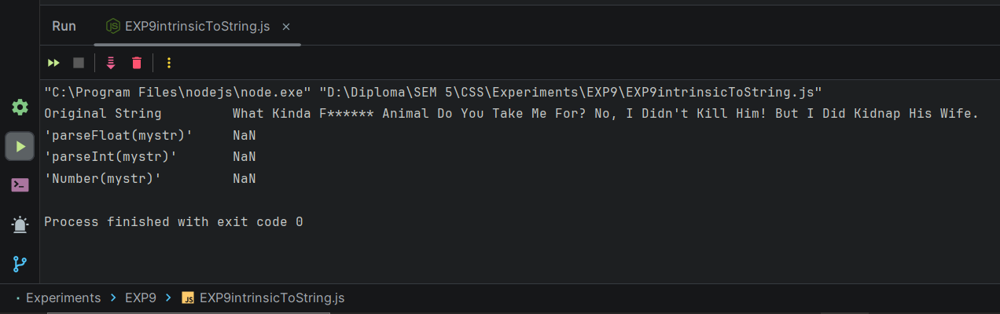 Run EXP9intrinsicToString.js ×
"C:\Program Files\nodejs\node.exe" "D:\Diploma\SEM 5\CSS\Experiments\EXP9\EXP9intrinsicToString.js"
Original String What Kinda F****** Animal Do You Take Me For? No, I Didn't Kill Him! But I Did Kidnap His Wife.
'parseFloat(mystr)' NaN
'parseInt(mystr)' NaN
'Number(mystr)' NaN
Process finished with exit code 0
Experiments > EXP9 > JS EXP9intrinsicToString.js